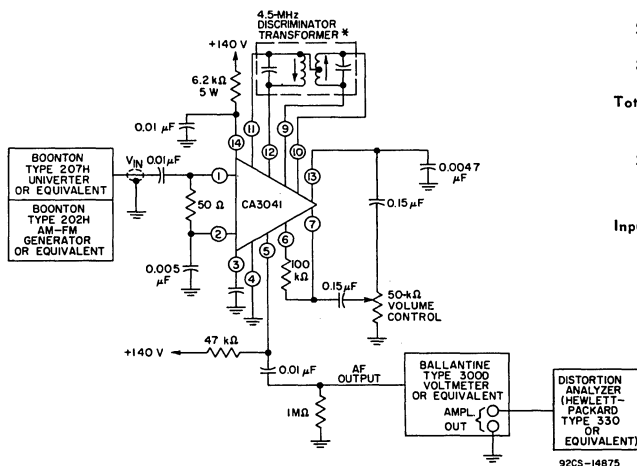 4.5-MHz
DISCRIMINATOR
TRANSFORMER *
+140 V
6.2 kΩ
5 W
0.01 µF
14
11
12
9
10
13
0.0047
µF
BOONTON
TYPE 207H
UNIVERTER
OR EQUIVALENT
BOONTON
TYPE 202H
AM-FM
GENERATOR
OR EQUIVALENT
VIN
0.01µF
1
50 Ω
2
0.005
µF
CA3041
3
4
5
6
7
100
kΩ
0.15µF
0.15µF
50-kΩ
VOLUME
CONTROL
+140 V
47 kΩ
0.01 µF
AF
OUTPUT
1MΩ
BALLANTINE
TYPE 3000
VOLTMETER
OR EQUIVALENT
AMPL.
OUT
DISTORTION
ANALYZER
(HEWLETT-
PACKARD
TYPE 330
OR
EQUIVALENT)
92CS-14875
Tot
Inpu